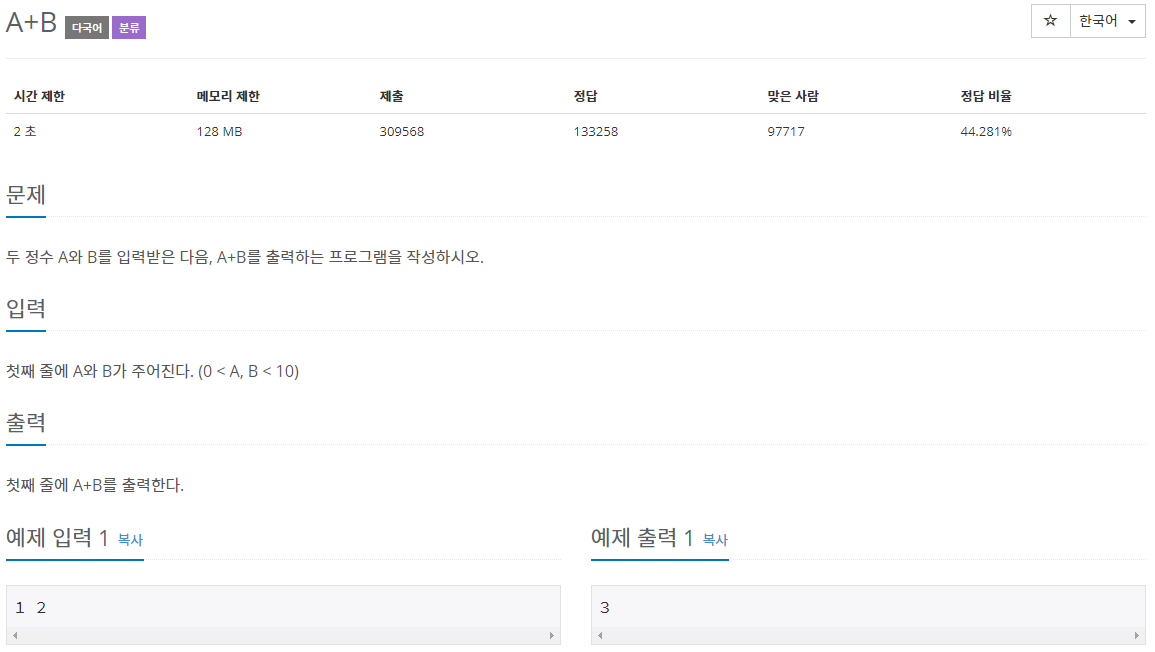 A+B 다국어 분류
☆ 한국어
시간 제한 메모리 제한 제출 정답 맞은 사람 정답 비율
2 초 128 MB 309568 133258 97717 44.281%
문제
두 정수 A와 B를 입력받은 다음, A+B를 출력하는 프로그램을 작성하시오.
입력
첫째 줄에 A와 B가 주어진다. (0 < A, B < 10)
출력
첫째 줄에 A+B를 출력한다.
예제 입력 1 복사
1 2
예제 출력 1 복사
3